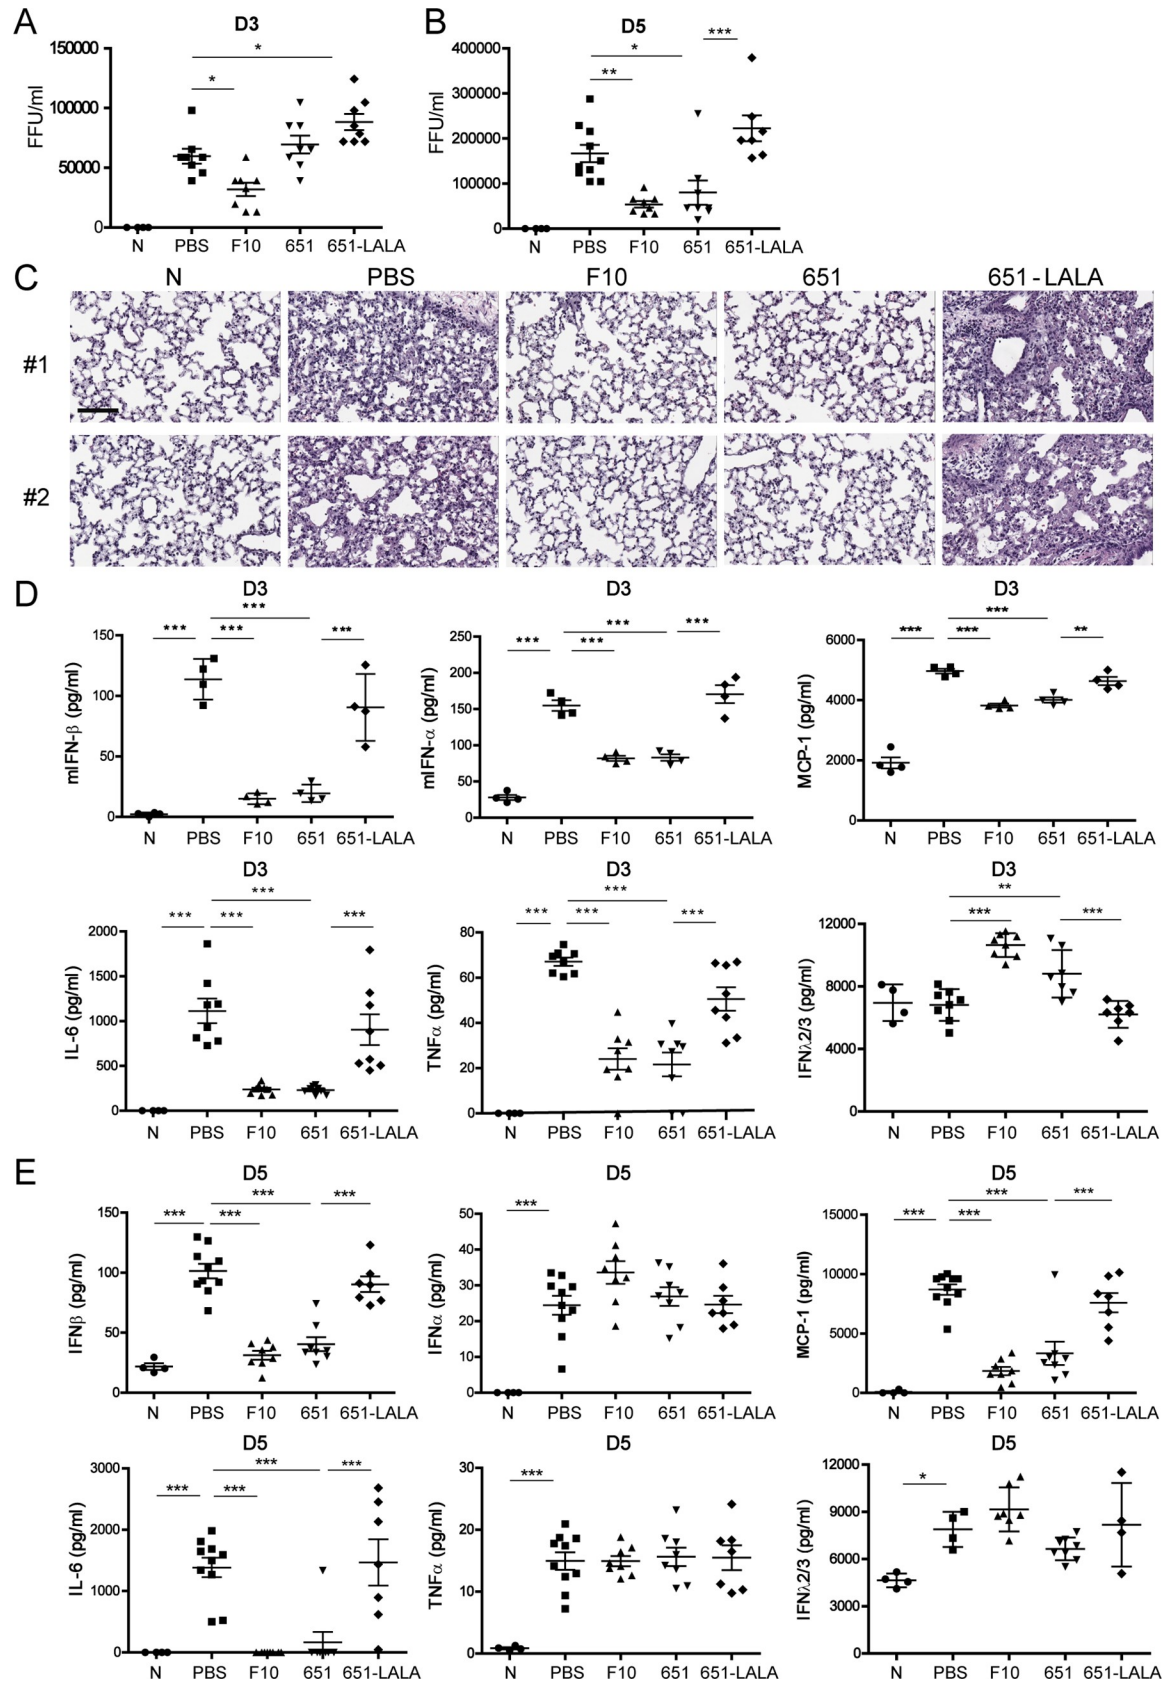 A
D3
*
*
150000
100000
50000
0
FFU/ml
N PBS F10 651 651-LALA
B
D5
***
*
**
400000
300000
200000
100000
0
FFU/ml
N PBS F10 651 651-LALA
C
N PBS F10 651 651-LALA
#1
#2
D
D3
***
*** *** ***
150
100
50
0
mIFN-β (pg/ml)
N PBS F10 651 651-LALA
D3
*** ***
*** ***
250
200
150
100
50
0
mIFN-α (pg/ml)
N PBS F10 651 651-LALA
D3
***
*** *** **
6000
4000
2000
0
MCP-1 (pg/ml)
N PBS F10 651 651-LALA
D3
***
*** *** ***
2000
1500
1000
500
0
IL-6 (pg/ml)
N PBS F10 651 651-LALA
D3
***
*** *** ***
80
60
40
20
0
TNFα (pg/ml)
N PBS F10 651 651-LALA
D3
**
*** ***
12000
8000
4000
0
IFNλ2/3 (pg/ml)
N PBS F10 651 651-LALA
E
D5
*** ***
*** ***
150
100
50
0
IFNβ (pg/ml)
N PBS F10 651 651-LALA
D5
***
50
40
30
20
10
0
IFNα (pg/ml)
N PBS F10 651 651-LALA
D5
*** ***
*** ***
15000
10000
5000
0
MCP-1 (pg/ml)
N PBS F10 651 651-LALA
D5
*** ***
*** ***
3000
2000
1000
0
IL-6 (pg/ml)
N PBS F10 651 651-LALA
D5
***
30
20
10
0
TNFα (pg/ml)
N PBS F10 651 651-LALA
D5
*
12000
9000
6000
3000
0
IFNλ2/3 (pg/ml)
N PBS F10 651 651-LALA